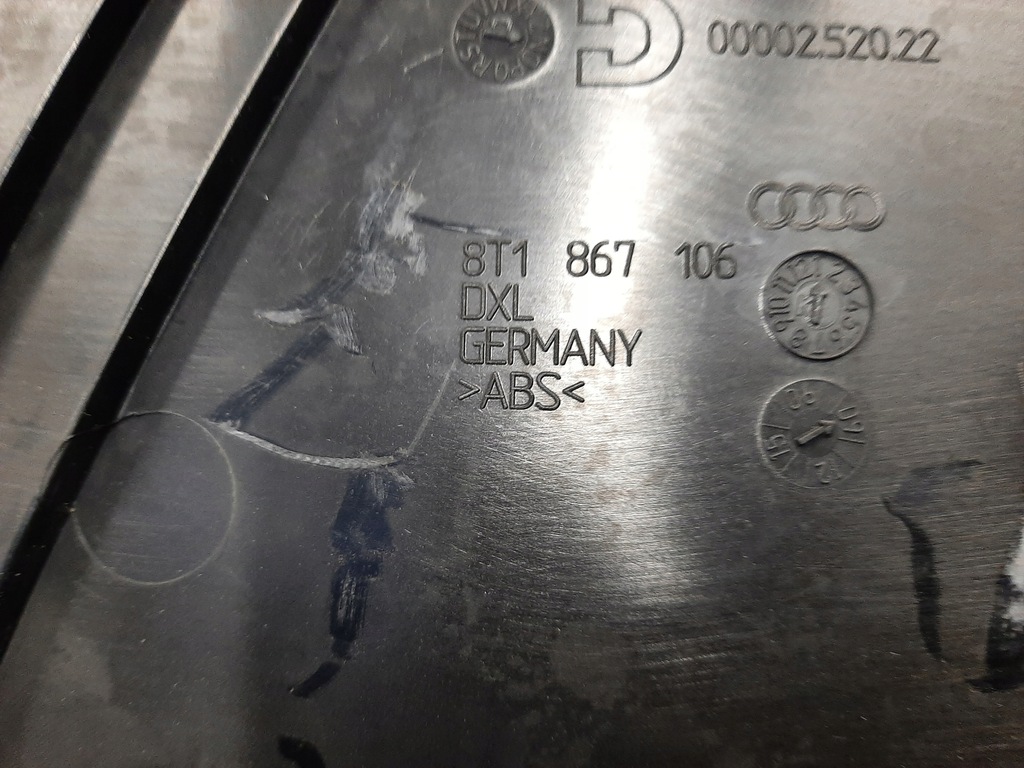 00002.520.22
8T1 867 106
DXL
GERMANY
>ABS<